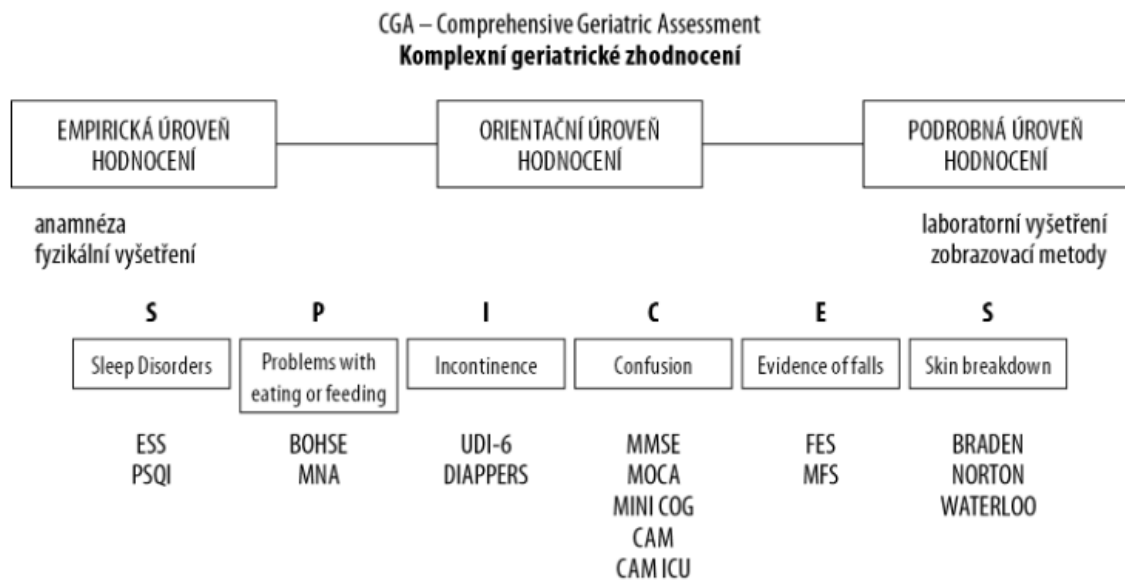 CGA – Comprehensive Geriatric Assessment
Komplexní geriatrické zhodnocení
EMPIRICKÁ ÚROVEŇ
HODNOCENÍ
ORIENTAČNÍ ÚROVEŇ
HODNOCENÍ
PODROBNÁ ÚROVEŇ
HODNOCENÍ
anamnéza
fyzikální vyšetření
laboratorní vyšetření
zobrazovací metody
S
P
I
C
E
S
Sleep Disorders
Problems with
eating or feeding
Incontinence
Confusion
Evidence of falls
Skin breakdown
ESS
PSQI
BOHSE
MNA
UDI-6
DIAPPERS
MMSE
MOCA
MINI COG
CAM
CAM ICU
FES
MFS
BRADEN
NORTON
WATERLOO